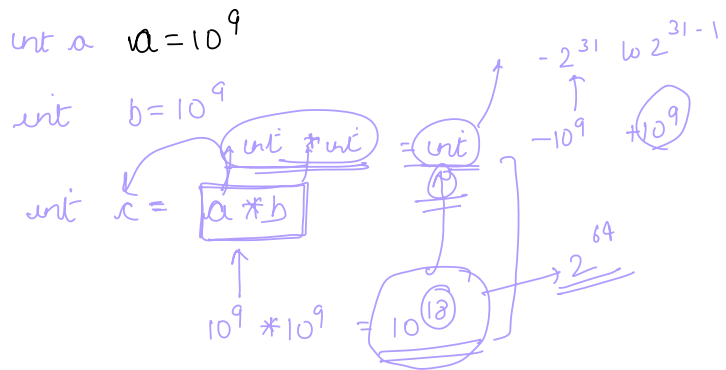 int a a = 10^9
-2^31 to 2^31-1
int b = 10^9
-10^9 +10^9
int * int = int
int c = a * b
2^64
10^9 * 10^9 = 10^18